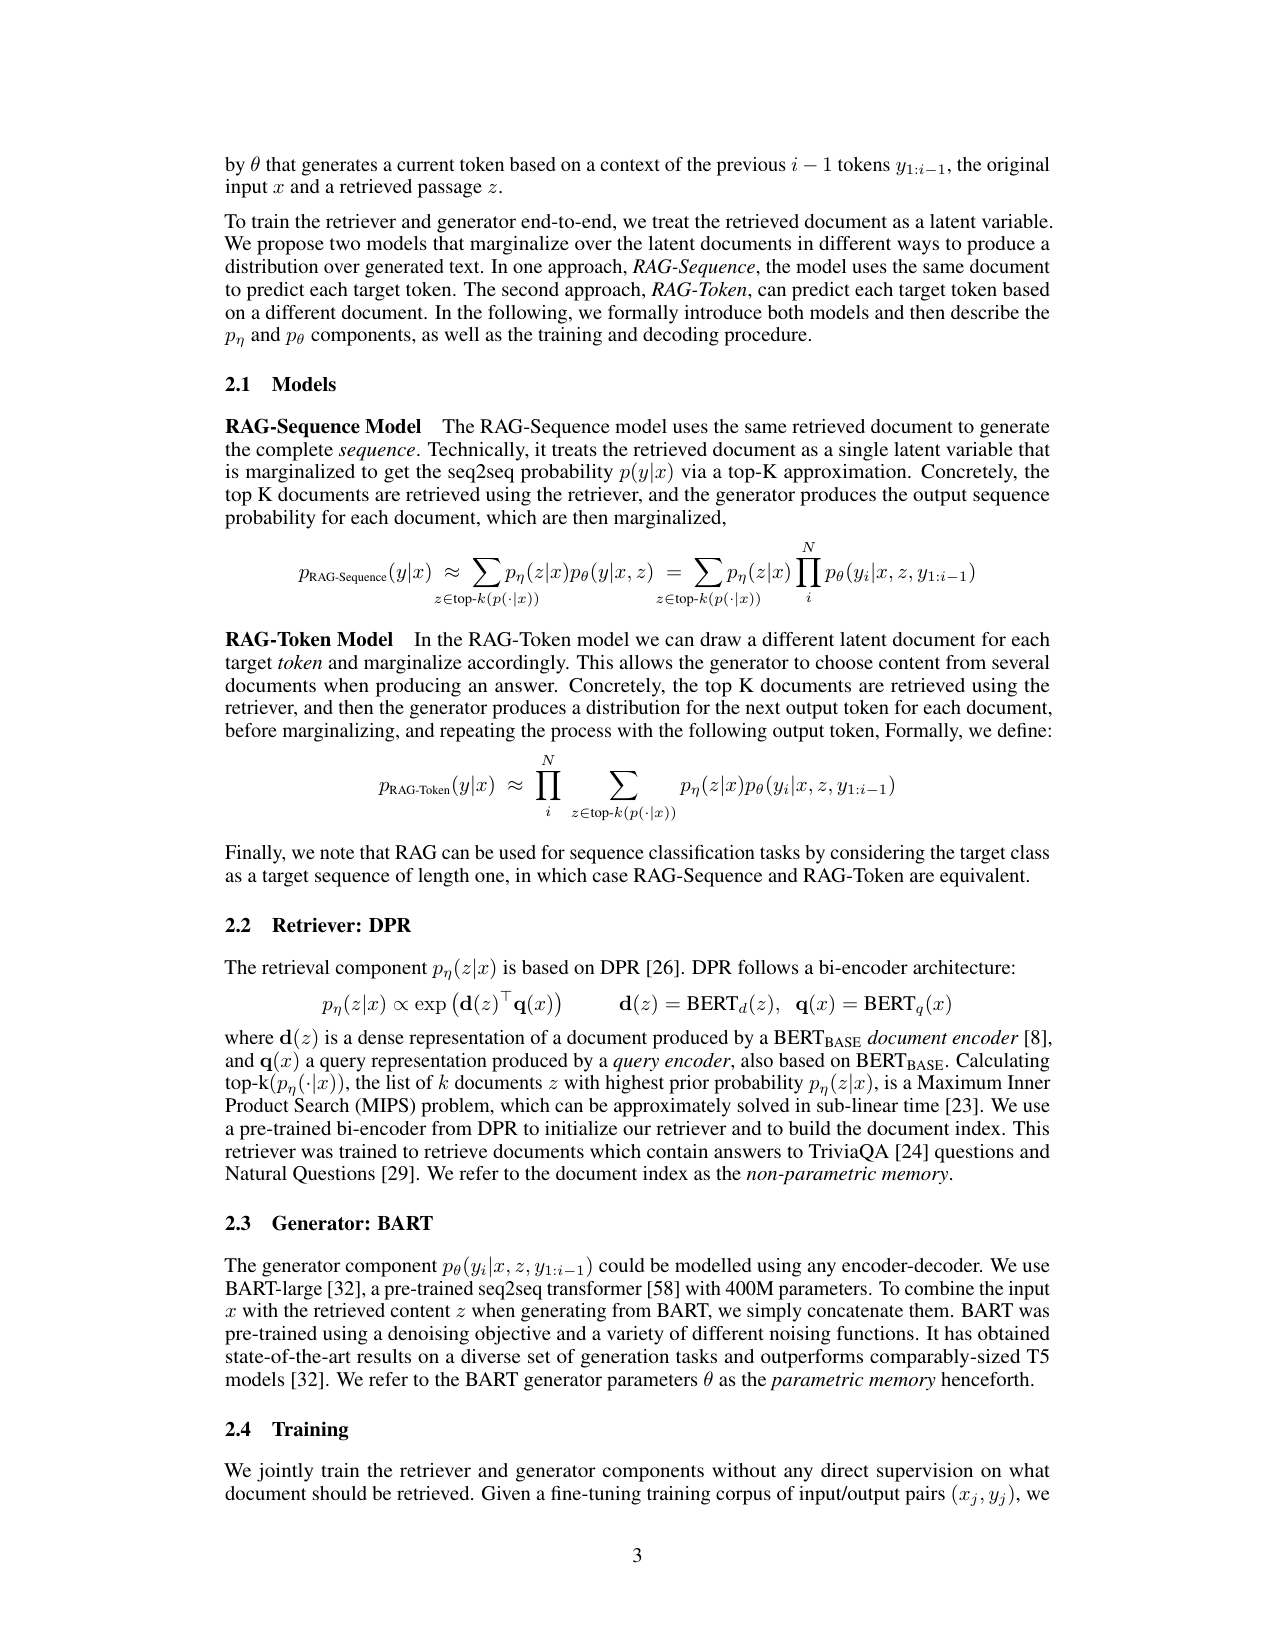 by θ that generates a current token based on a context of the previous i − 1 tokens y1:i−1, the original
input x and a retrieved passage z.
To train the retriever and generator end-to-end, we treat the retrieved document as a latent variable.
We propose two models that marginalize over the latent documents in different ways to produce a
distribution over generated text. In one approach, RAG-Sequence, the model uses the same document
to predict each target token. The second approach, RAG-Token, can predict each target token based
on a different document. In the following, we formally introduce both models and then describe the
pη and pθ components, as well as the training and decoding procedure.
2.1 Models
RAG-Sequence Model The RAG-Sequence model uses the same retrieved document to generate
the complete sequence. Technically, it treats the retrieved document as a single latent variable that
is marginalized to get the seq2seq probability p(y|x) via a top-K approximation. Concretely, the
top K documents are retrieved using the retriever, and the generator produces the output sequence
probability for each document, which are then marginalized,
pRAG-Sequence(y|x) ≈ ∑z∈top-k(p(·|x)) pη(z|x)pθ(y|x, z) = ∑z∈top-k(p(·|x)) pη(z|x) ∏iN pθ(yi|x, z, y1:i−1)
RAG-Token Model In the RAG-Token model we can draw a different latent document for each
target token and marginalize accordingly. This allows the generator to choose content from several
documents when producing an answer. Concretely, the top K documents are retrieved using the
retriever, and then the generator produces a distribution for the next output token for each document,
before marginalizing, and repeating the process with the following output token, Formally, we define:
pRAG-Token(y|x) ≈ ∏iN ∑z∈top-k(p(·|x)) pη(z|x)pθ(yi|x, z, y1:i−1)
Finally, we note that RAG can be used for sequence classification tasks by considering the target class
as a target sequence of length one, in which case RAG-Sequence and RAG-Token are equivalent.
2.2 Retriever: DPR
The retrieval component pη(z|x) is based on DPR [26]. DPR follows a bi-encoder architecture:
pη(z|x) ∝ exp (d(z)⊤q(x)) d(z) = BERTd(z), q(x) = BERTq(x)
where d(z) is a dense representation of a document produced by a BERTBASE document encoder [8],
and q(x) a query representation produced by a query encoder, also based on BERTBASE. Calculating
top-k(pη(·|x)), the list of k documents z with highest prior probability pη(z|x), is a Maximum Inner
Product Search (MIPS) problem, which can be approximately solved in sub-linear time [23]. We use
a pre-trained bi-encoder from DPR to initialize our retriever and to build the document index. This
retriever was trained to retrieve documents which contain answers to TriviaQA [24] questions and
Natural Questions [29]. We refer to the document index as the non-parametric memory.
2.3 Generator: BART
The generator component pθ(yi|x, z, y1:i−1) could be modelled using any encoder-decoder. We use
BART-large [32], a pre-trained seq2seq transformer [58] with 400M parameters. To combine the input
x with the retrieved content z when generating from BART, we simply concatenate them. BART was
pre-trained using a denoising objective and a variety of different noising functions. It has obtained
state-of-the-art results on a diverse set of generation tasks and outperforms comparably-sized T5
models [32]. We refer to the BART generator parameters θ as the parametric memory henceforth.
2.4 Training
We jointly train the retriever and generator components without any direct supervision on what
document should be retrieved. Given a fine-tuning training corpus of input/output pairs (xj, yj), we
3